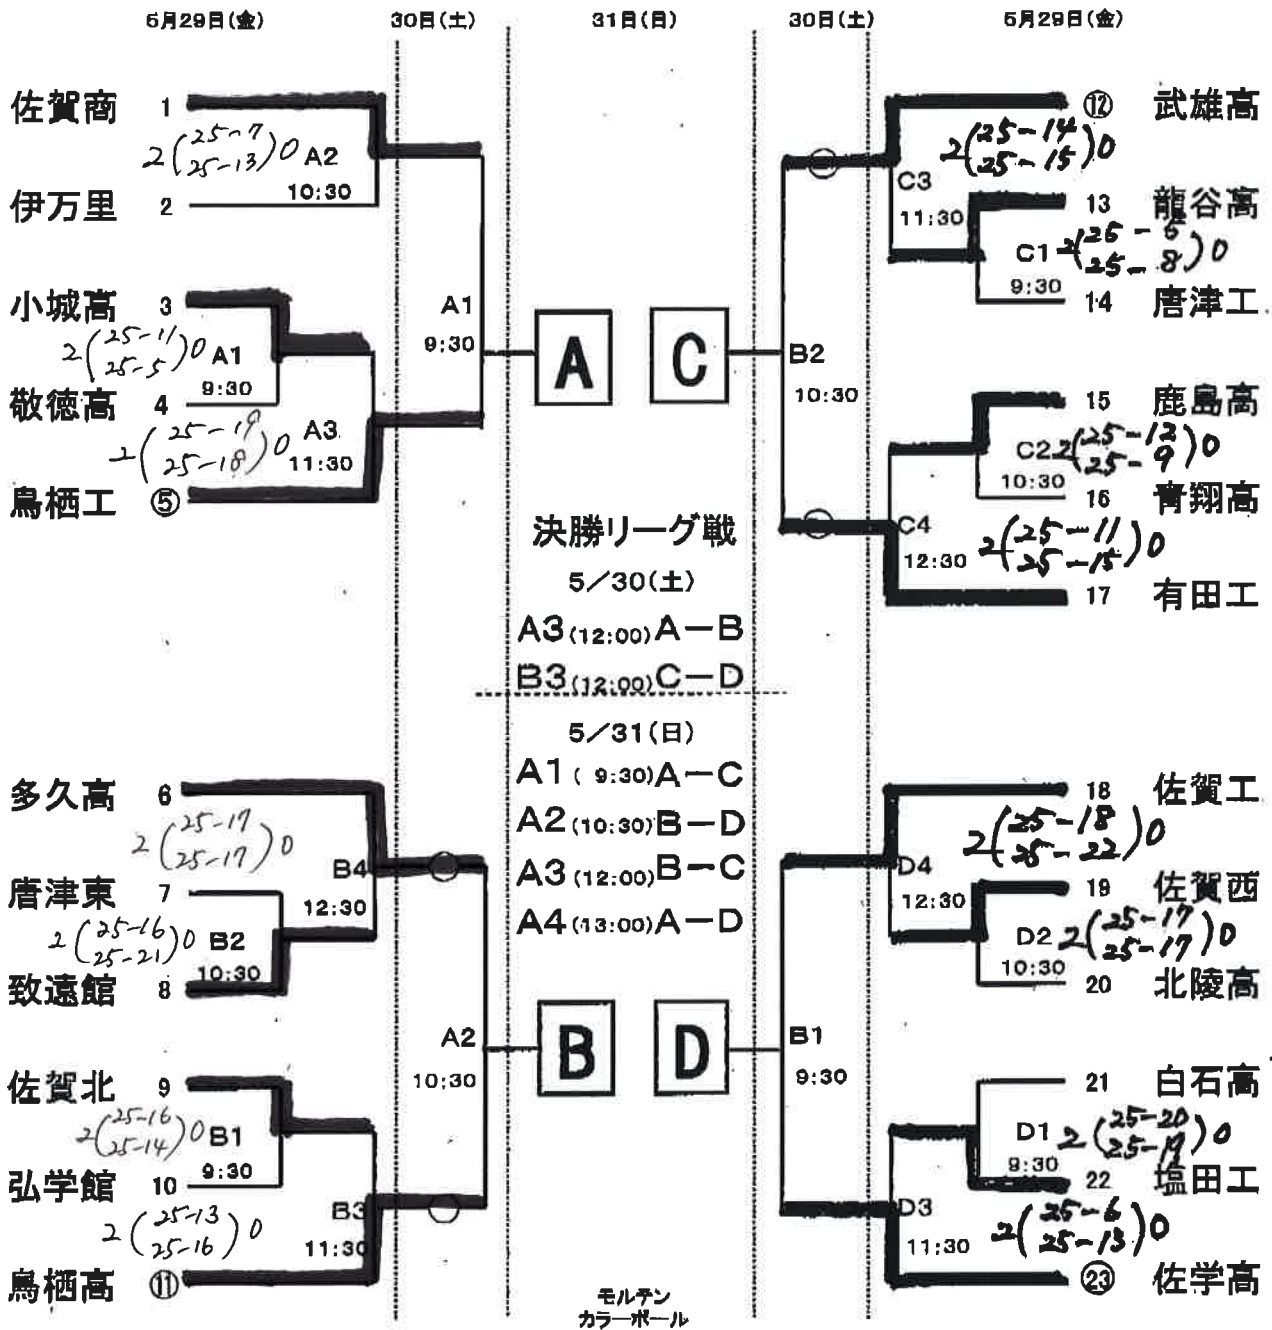 5月29日(金)
30日(土)
31日(日)
30日(土)
5月29日(金)
佐賀商 1
2(25-7 25-13)0 A2
10:30
伊万里 2
小城高 3
2(25-11 25-5)0 A1
9:30
敬徳高 4
2(25-19 25-18)0 A3
11:30
鳥栖工 ⑤
A1
9:30
A
多久高 6
2(25-17 25-17)0
B4
12:30
唐津東 7
2(25-16 25-21)0 B2
10:30
致遠館 8
佐賀北 9
2(25-16 25-14)0 B1
9:30
弘学館 10
2(25-13 25-16)0 B3
11:30
鳥栖高 ⑪
A2
10:30
B
決勝リーグ戦
5/30(土)
A3(12:00)A-B
B3(12:00)C-D
5/31(日)
A1( 9:30)A-C
A2(10:30)B-D
A3(12:00)B-C
A4(13:00)A-D
モルテン
カラーボール
C
B2
10:30
⑫ 武雄高
2(25-14 25-15)0
C3
11:30
13 龍谷高
C1 2(25-5 25-8)0
9:30
14 唐津工
15 鹿島高
C2 2(25-12 25-9)0
10:30
16 青翔高
C4
12:30 2(25-11 25-15)0
17 有田工
D
B1
9:30
18 佐賀工
2(25-18 25-22)0
D4
12:30
19 佐賀西
D2 2(25-17 25-17)0
10:30
20 北陵高
21 白石高
D1 2(25-20 25-19)0
9:30
22 塩田工
D3 2(25-6 25-13)0
11:30
㉓ 佐学高